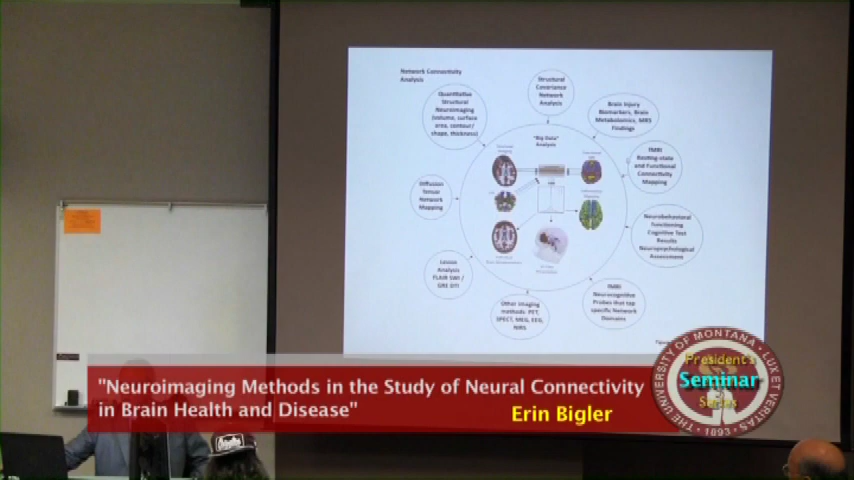 Network Connectivity
Analysis
Structural
Covariance
Network
Analysis
Quantitative
Structural
Neuroimaging
(volume, surface
area, contour/
shape, thickness)
Brain Injury
Biomarkers, Brain
Metabolomics, MRS
Findings
"Big Data"
Analysis
fMRI
Resting-state
and Functional
Connectivity
Mapping
Diffusion
Tensor
Network
Mapping
Neurobehavioral
functioning
Cognitive Test
Results
Neuropsychological
Assessment
Lesion
Analysis
FLAIR SWI /
GRE DTI
fMRI
Neurocognitive
Probes that tap
specific Network
Domains
Other imaging
methods PET,
SPECT, MEG, EEG,
NIRS
"Neuroimaging Methods in the Study of Neural Connectivity
in Brain Health and Disease"
Erin Bigler
THE UNIVERSITY OF MONTANA · LUX ET VERITAS
President's
Seminar
Series
1893